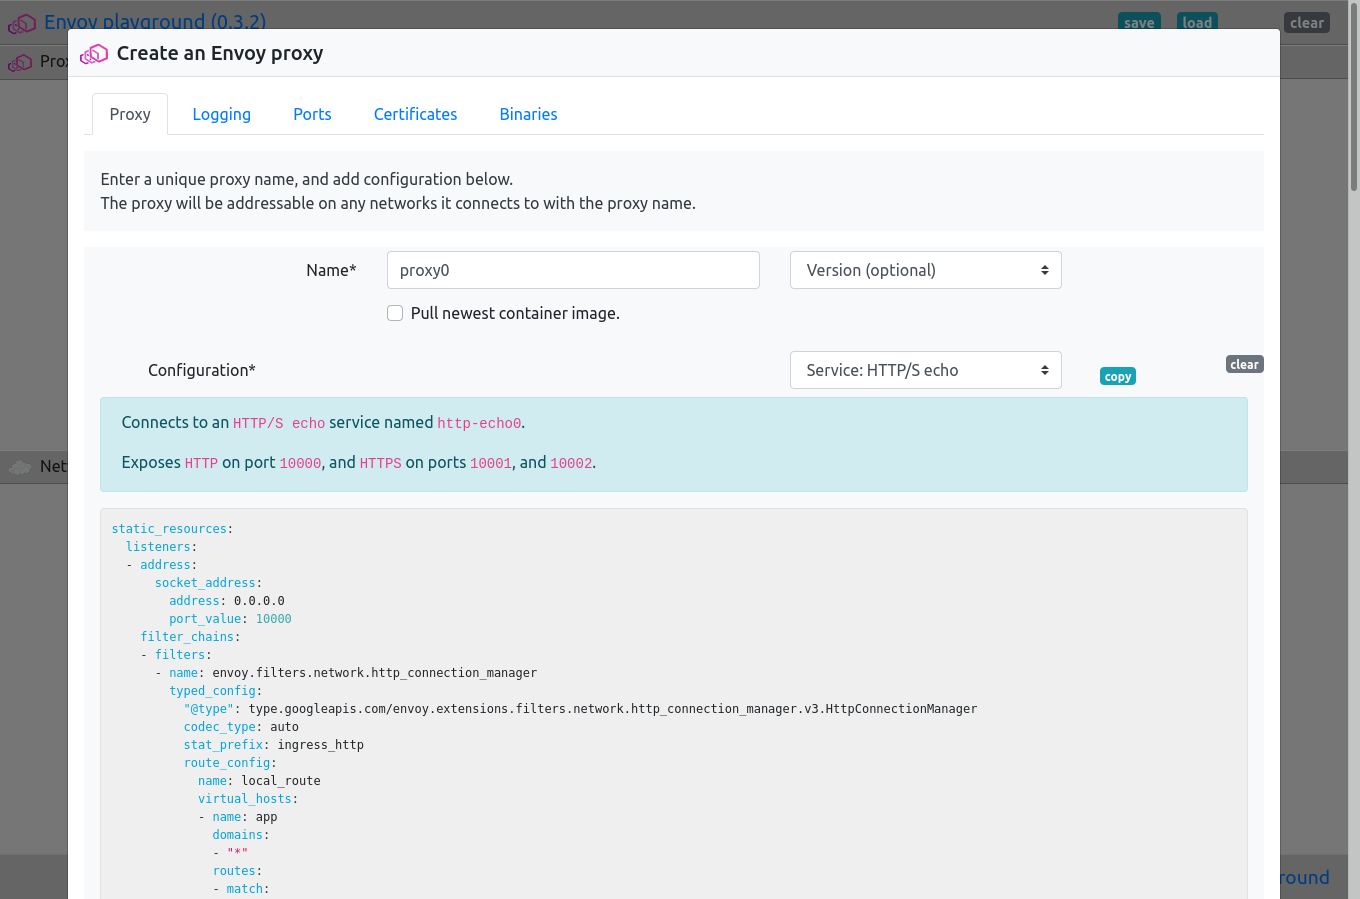 Envoy playground (0.3.2)
save
load
clear
Create an Envoy proxy
Proxy
Logging
Ports
Certificates
Binaries
Enter a unique proxy name, and add configuration below.
The proxy will be addressable on any networks it connects to with the proxy name.
Name*
proxy0
Version (optional)
Pull newest container image.
Configuration*
Service: HTTP/S echo
copy
clear
Connects to an HTTP/S echo service named http-echo0.
Exposes HTTP on port 10000, and HTTPS on ports 10001, and 10002.
static_resources:
listeners:
- address:
socket_address:
address: 0.0.0.0
port_value: 10000
filter_chains:
- filters:
- name: envoy.filters.network.http_connection_manager
typed_config:
"@type": type.googleapis.com/envoy.extensions.filters.network.http_connection_manager.v3.HttpConnectionManager
codec_type: auto
stat_prefix: ingress_http
route_config:
name: local_route
virtual_hosts:
- name: app
domains:
- "*"
routes:
- match: